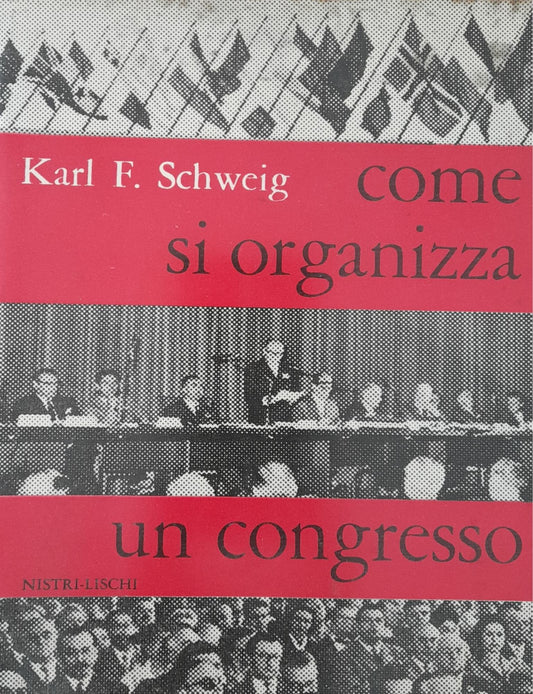 Karl F. Schweig come
si organizza
un congresso
NISTRI-LISCHI